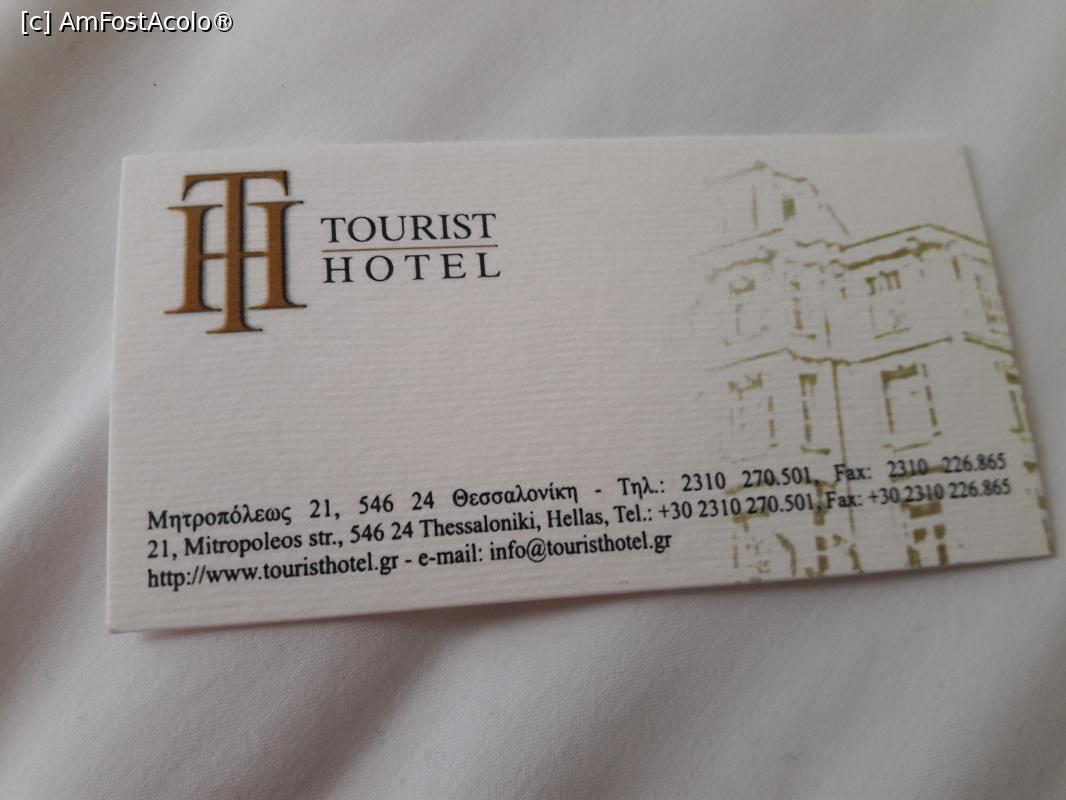 [c] AmFostAcolo®
TH
TOURIST
HOTEL
Μητροπόλεως 21, 546 24 Θεσσαλονίκη - Τηλ.: 2310 270.501, Fax: 2310 226.865
21, Mitropoleos str., 546 24 Thessaloniki, Hellas, Tel.: +30 2310 270.501, Fax: +30 2310 226.865
http://www.touristhotel.gr - e-mail: info@touristhotel.gr